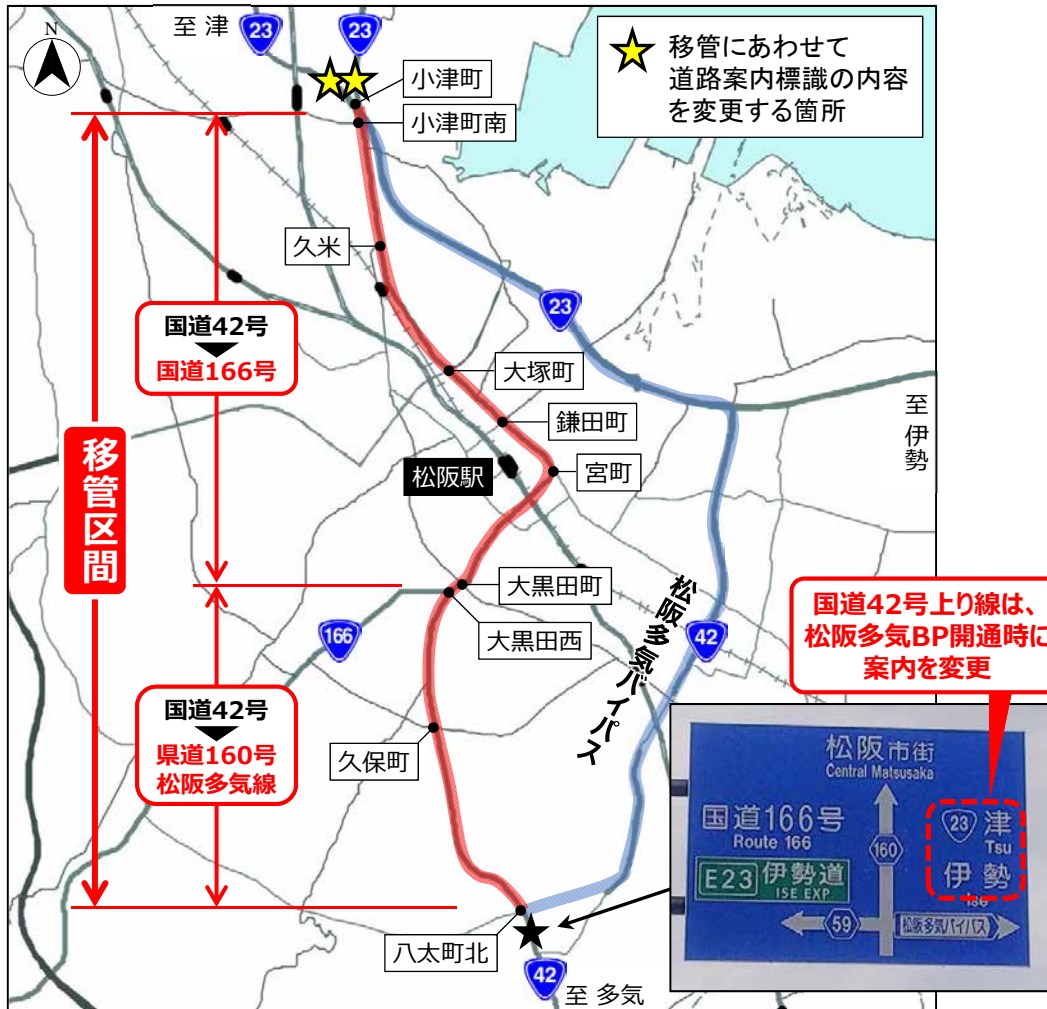 N
至 津
23
23
移管にあわせて
道路案内標識の内容
を変更する箇所
小津町
小津町南
久米
23
国道42号
国道166号
大塚町
鎌田町
至 伊勢
移管区間
松阪駅
宮町
大黒田町
166
大黒田西
松阪多気バイパス
42
国道42号上り線は、
松阪多気BP開通時に
案内を変更
国道42号
県道160号
松阪多気線
久保町
松阪市街
Central Matsusaka
国道166号
Route 166
23 津
Tsu
160
E23 伊勢道
ISE EXP.
伊勢
Ise
59
松阪多気バイパス
八太町北
42
至 多気